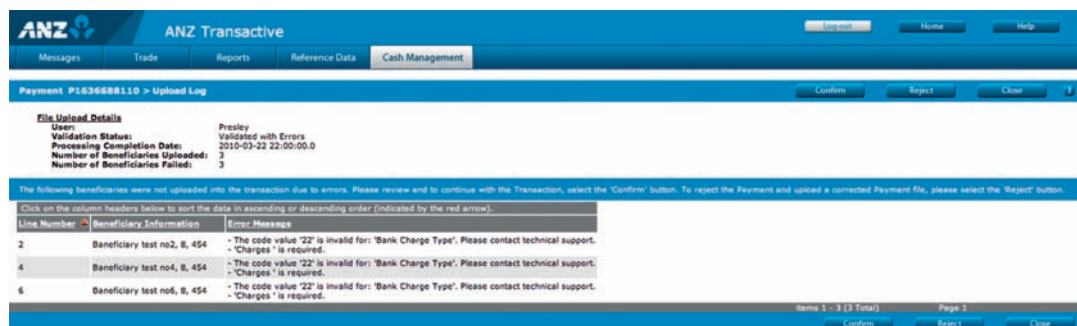 ANZ ANZ Transactive Log out Home Help
Messages Trade Reports Reference Data Cash Management
Payment P1636688110 > Upload Log Confirm Reject Close ?
File Upload Details
User: Presley
Validation Status: Validated with Errors
Processing Completion Date: 2010-03-22 22:00:00.0
Number of Beneficiaries Uploaded: 3
Number of Beneficiaries Failed: 3
The following beneficiaries were not uploaded into the transaction due to errors. Please review and to continue with the Transaction, select the 'Confirm' button. To reject the Payment and upload a corrected Payment file, please select the 'Reject' button.
Click on the column headers below to sort the data in ascending or descending order (indicated by the red arrow).
Line Number Beneficiary Information Error Message
2 Baneficiary test no2, 8, 454 - The code value '22' is invalid for: 'Bank Charge Type'. Please contact technical support.
- 'Charges ' is required.
4 Baneficiary test no4, 8, 454 - The code value '22' is invalid for: 'Bank Charge Type'. Please contact technical support.
- 'Charges ' is required.
6 Baneficiary test no6, 8, 454 - The code value '22' is invalid for: 'Bank Charge Type'. Please contact technical support.
- 'Charges ' is required.
items 1 - 3 (3 Total) Page 1
Confirm Reject Close